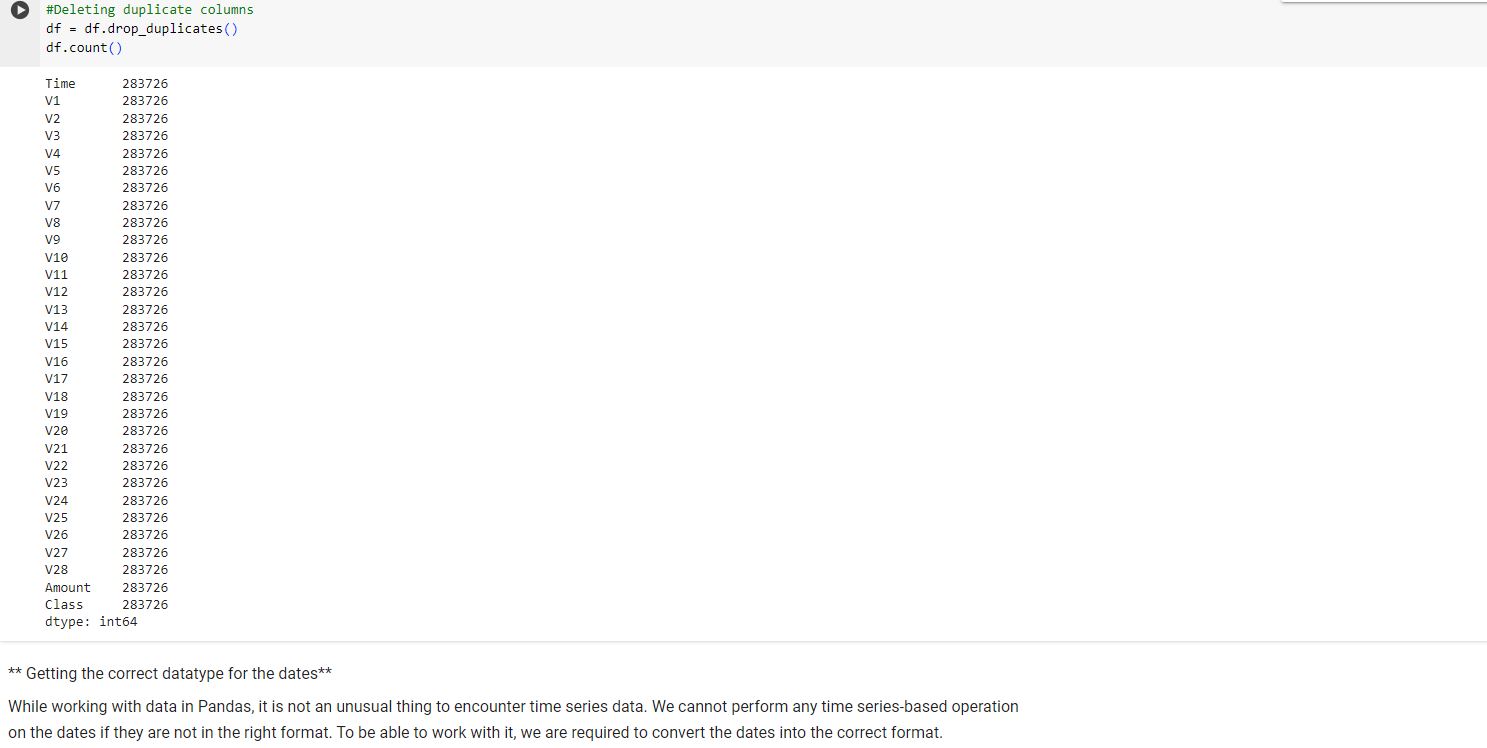 #Deleting duplicate columns
df = df.drop_duplicates()
df.count()
Time 283726
V1 283726
V2 283726
V3 283726
V4 283726
V5 283726
V6 283726
V7 283726
V8 283726
V9 283726
V10 283726
V11 283726
V12 283726
V13 283726
V14 283726
V15 283726
V16 283726
V17 283726
V18 283726
V19 283726
V20 283726
V21 283726
V22 283726
V23 283726
V24 283726
V25 283726
V26 283726
V27 283726
V28 283726
Amount 283726
Class 283726
dtype: int64
** Getting the correct datatype for the dates**
While working with data in Pandas, it is not an unusual thing to encounter time series data. We cannot perform any time series-based operation
on the dates if they are not in the right format. To be able to work with it, we are required to convert the dates into the correct format.